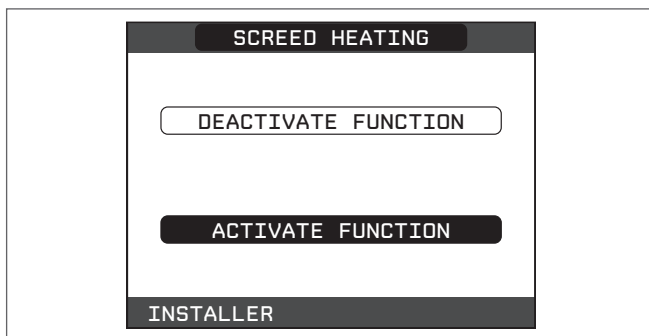 SCREED HEATING
DEACTIVATE FUNCTION
ACTIVATE FUNCTION
INSTALLER